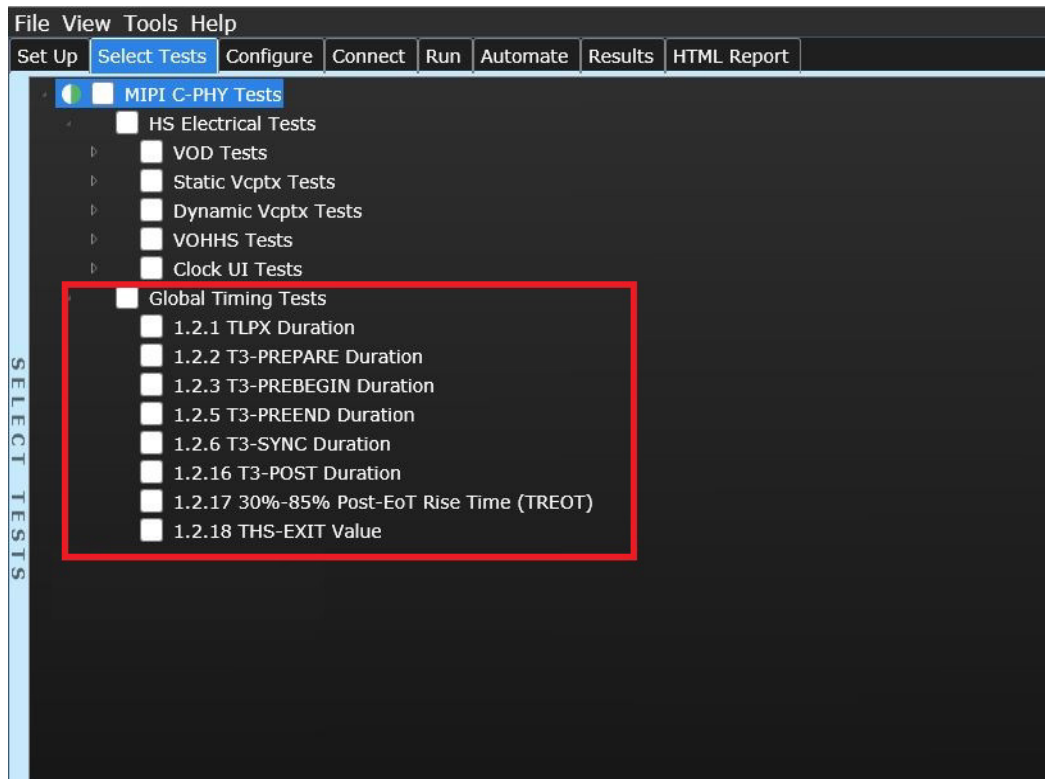 File View Tools Help
Set Up Select Tests Configure Connect Run Automate Results HTML Report
MIPI C-PHY Tests
HS Electrical Tests
VOD Tests
Static Vcptx Tests
Dynamic Vcptx Tests
VOHHS Tests
Clock UI Tests
Global Timing Tests
1.2.1 TLPX Duration
1.2.2 T3-PREPARE Duration
1.2.3 T3-PREBEGIN Duration
1.2.5 T3-PREEND Duration
1.2.6 T3-SYNC Duration
1.2.16 T3-POST Duration
1.2.17 30%-85% Post-EoT Rise Time (TREOT)
1.2.18 THS-EXIT Value
SELECT TESTS